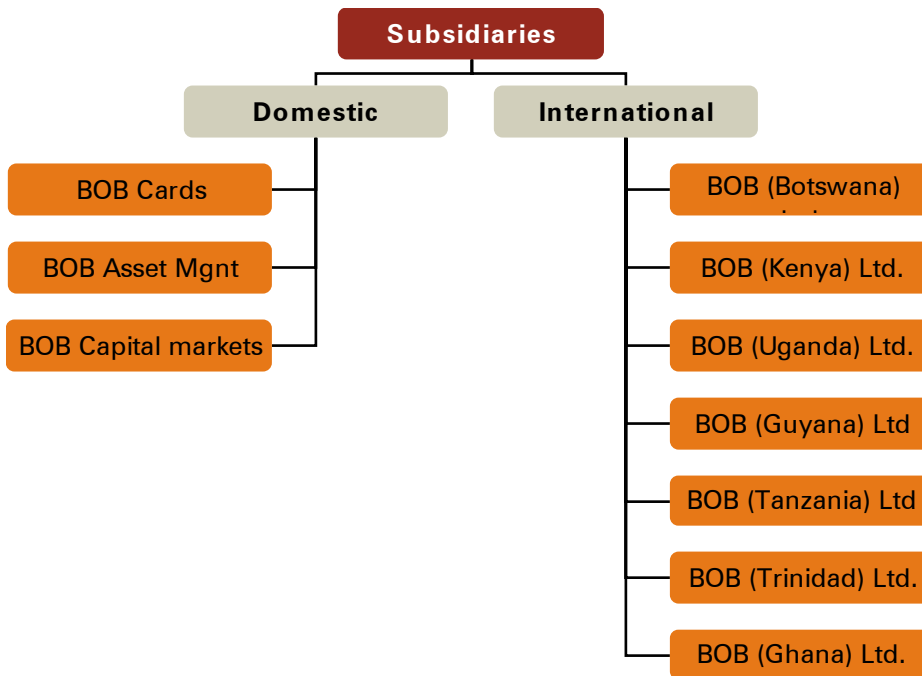 Subsidiaries
Domestic
International
BOB Cards
BOB Asset Mgnt
BOB Capital markets
BOB (Botswana)
BOB (Kenya) Ltd.
BOB (Uganda) Ltd.
BOB (Guyana) Ltd
BOB (Tanzania) Ltd
BOB (Trinidad) Ltd.
BOB (Ghana) Ltd.